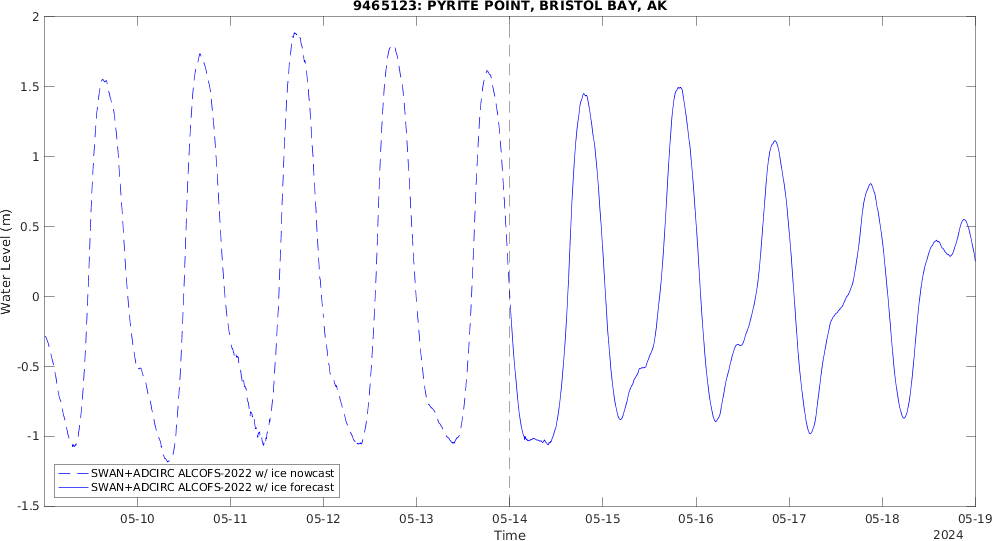 9465123: PYRITE POINT, BRISTOL BAY, AK
Water Level (m)
2
1.5
1
0.5
0
-0.5
-1
-1.5
SWAN+ADCIRC ALCOFS-2022 w/ ice nowcast
SWAN+ADCIRC ALCOFS-2022 w/ ice forecast
05-10 05-11 05-12 05-13 05-14 05-15 05-16 05-17 05-18 05-19
Time
2024